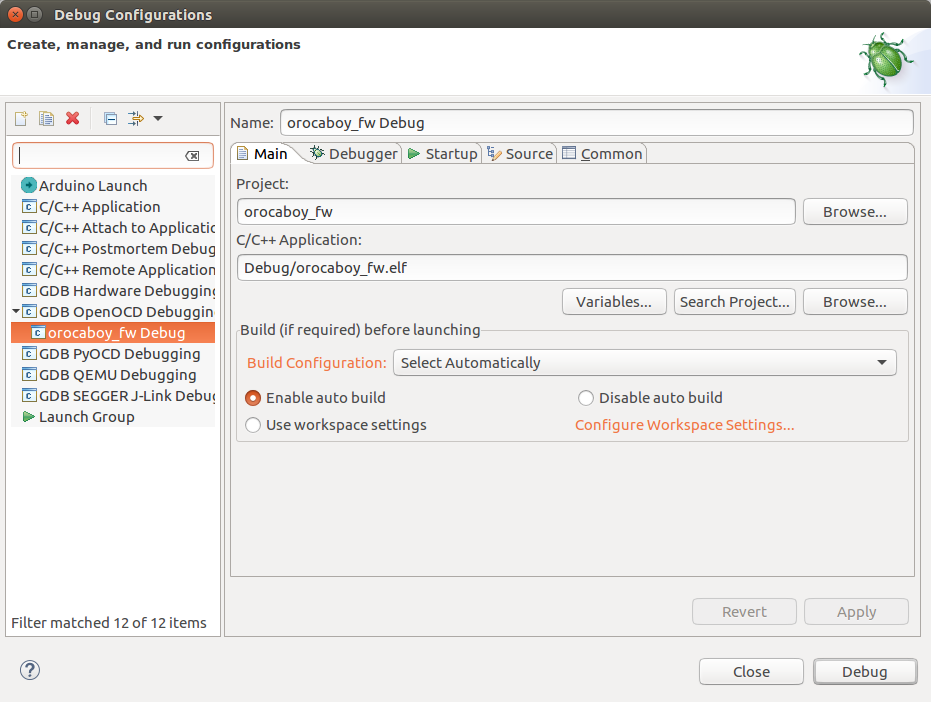 Debug Configurations
Create, manage, and run configurations
Arduino Launch
C/C++ Application
C/C++ Attach to Applicatic
C/C++ Postmortem Debug
C/C++ Remote Application
GDB Hardware Debugging
GDB OpenOCD Debuggin
orocaboy_fw Debug
GDB PyOCD Debugging
GDB QEMU Debugging
GDB SEGGER J-Link Debug
Launch Group
Filter matched 12 of 12 items
Name: orocaboy_fw Debug
Main Debugger Startup Source Common
Project:
orocaboy_fw Browse...
C/C++ Application:
Debug/orocaboy_fw.elf
Variables... Search Project... Browse...
Build (if required) before launching
Build Configuration: Select Automatically
Enable auto build Disable auto build
Use workspace settings Configure Workspace Settings...
Revert Apply
? Close Debug